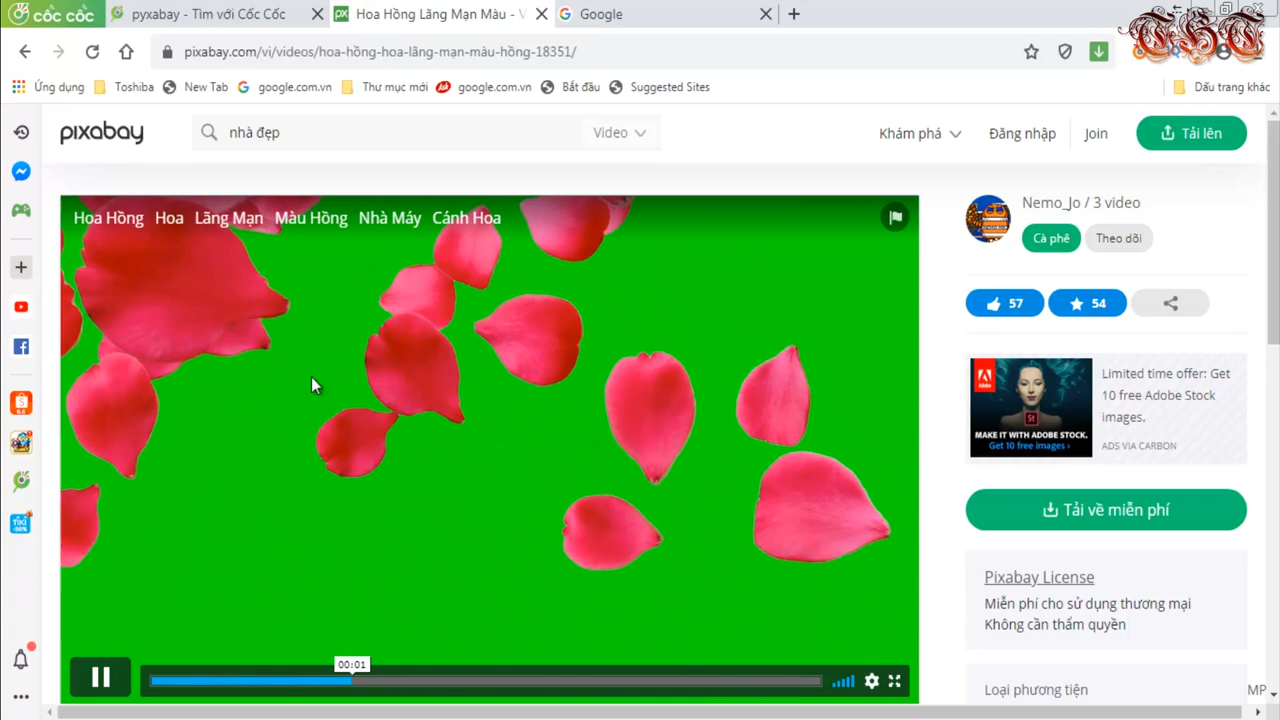 cốc cốc
pyxabay - Tìm với Cốc Cốc
Hoa Hồng Lãng Mạn Màu - V
Google
pixabay.com/vi/videos/hoa-hồng-hoa-lãng-mạn-màu-hồng-18351/
TBT
Ứng dụng
Toshiba
New Tab
google.com.vn
Thư mục mới
google.com.vn
Bắt đầu
Suggested Sites
Dấu trang khác
pixabay
nhà đẹp
Video
Khám phá
Đăng nhập
Join
Tải lên
Hoa Hồng Hoa Lãng Mạn Màu Hồng Nhà Máy Cánh Hoa
Nemo_Jo / 3 video
Cà phê
Theo dõi
57
54
Limited time offer: Get
10 free Adobe Stock
images.
ADS VIA CARBON
Adobe
St
MAKE IT WITH ADOBE STOCK.
Get 10 free images ›
Tải về miễn phí
Pixabay License
Miễn phí cho sử dụng thương mại
Không cần thẩm quyền
Loại phương tiện
MP
00:01